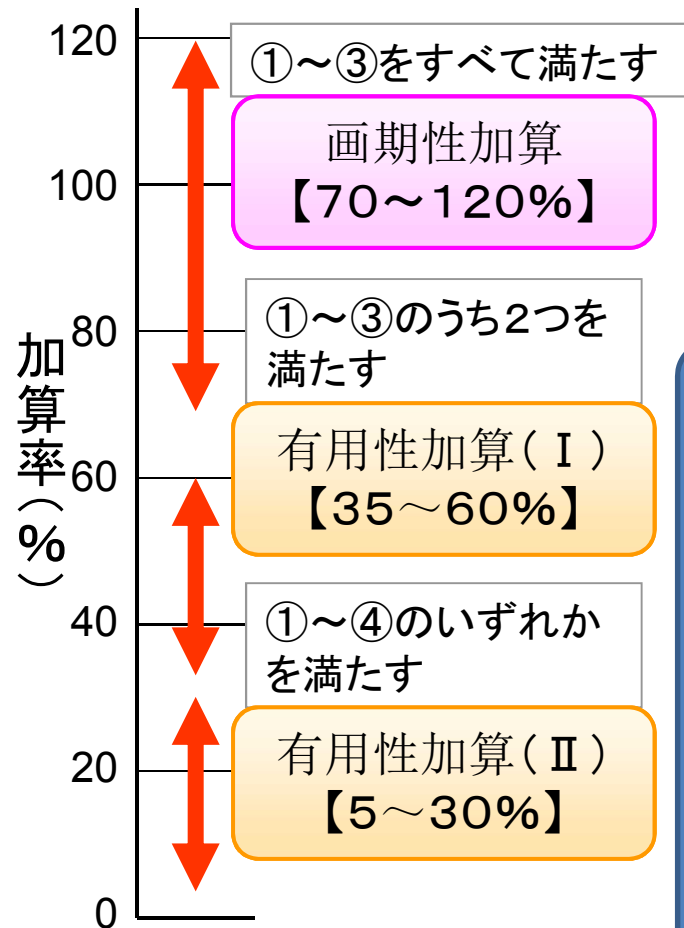 120
①～③をすべて満たす
画期性加算
【70～120%】
100
①～③のうち2つを
満たす
80
加算率(%)
有用性加算(Ⅰ)
【35～60%】
60
①～④のいずれか
を満たす
40
有用性加算(Ⅱ)
【5～30%】
20
0